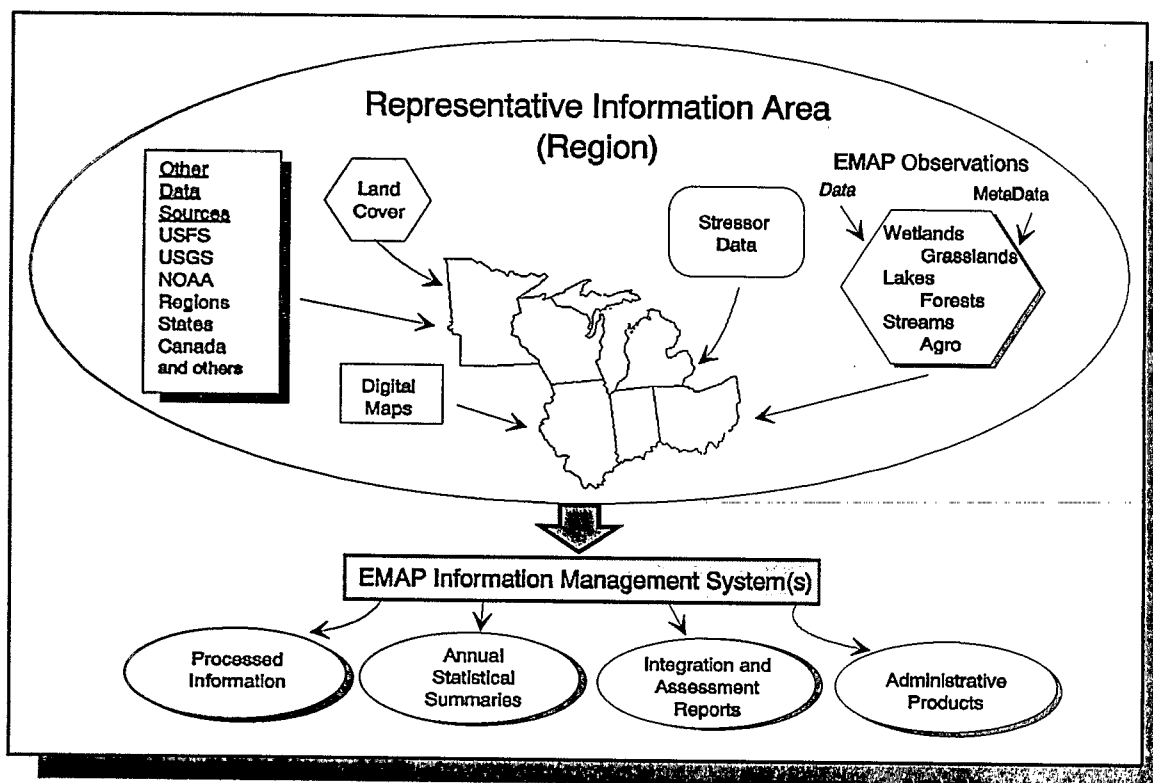 Representative Information Area
(Region)
Other
Data
Sources
USFS
USGS
NOAA
Regions
States
Canada
and others
Land
Cover
Digital
Maps
Stressor
Data
EMAP Observations
Data
MetaData
Wetlands
Grasslands
Lakes
Forests
Streams
Agro
EMAP Information Management System(s)
Processed
Information
Annual
Statistical
Summaries
Integration and
Assessment
Reports
Administrative
Products